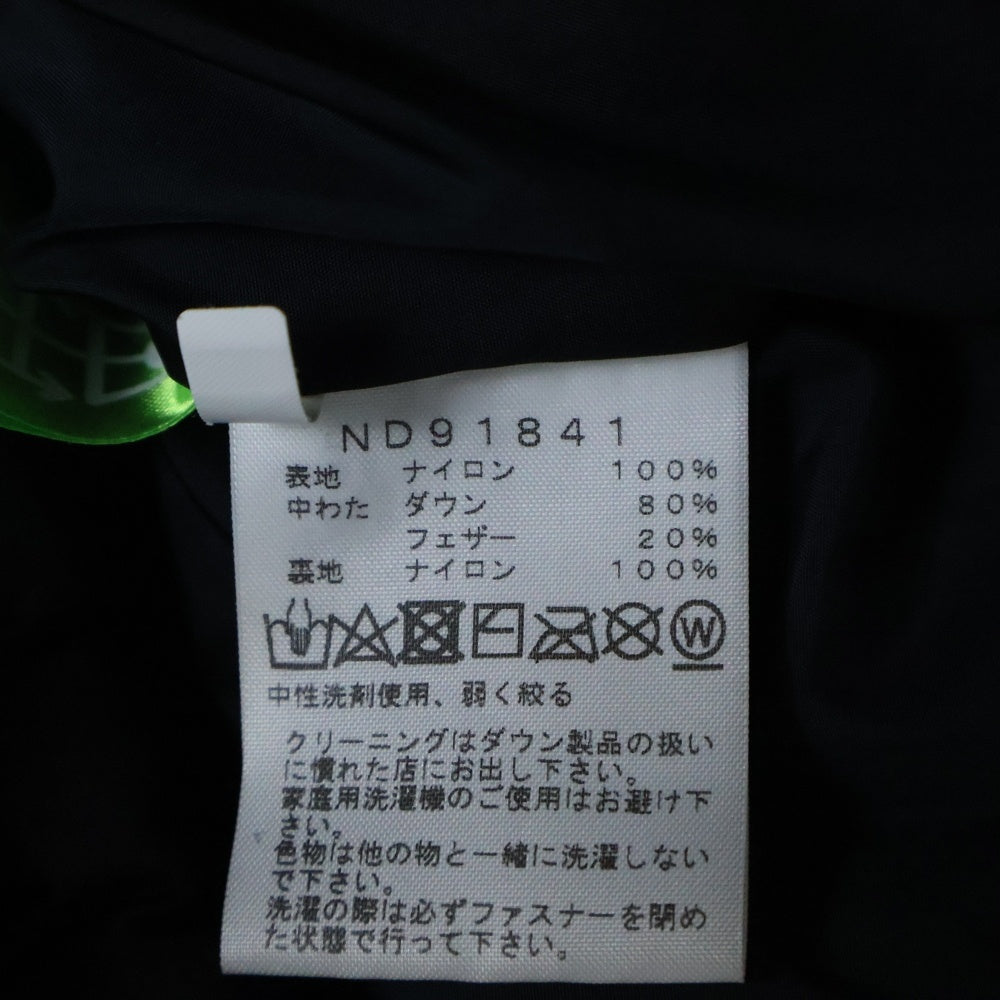 ND91841
表地 ナイロン 100%
中わた ダウン 80%
フェザー 20%
裏地 ナイロン 100%
W
中性洗剤使用、弱く絞る
クリーニングはダウン製品の扱い
に慣れた店にお出し下さい。
家庭用洗濯機のご使用はお避け下
さい。
色物は他の物と一緒に洗濯しない
で下さい。
洗濯の際は必ずファスナーを閉め
た状態で行って下さい。